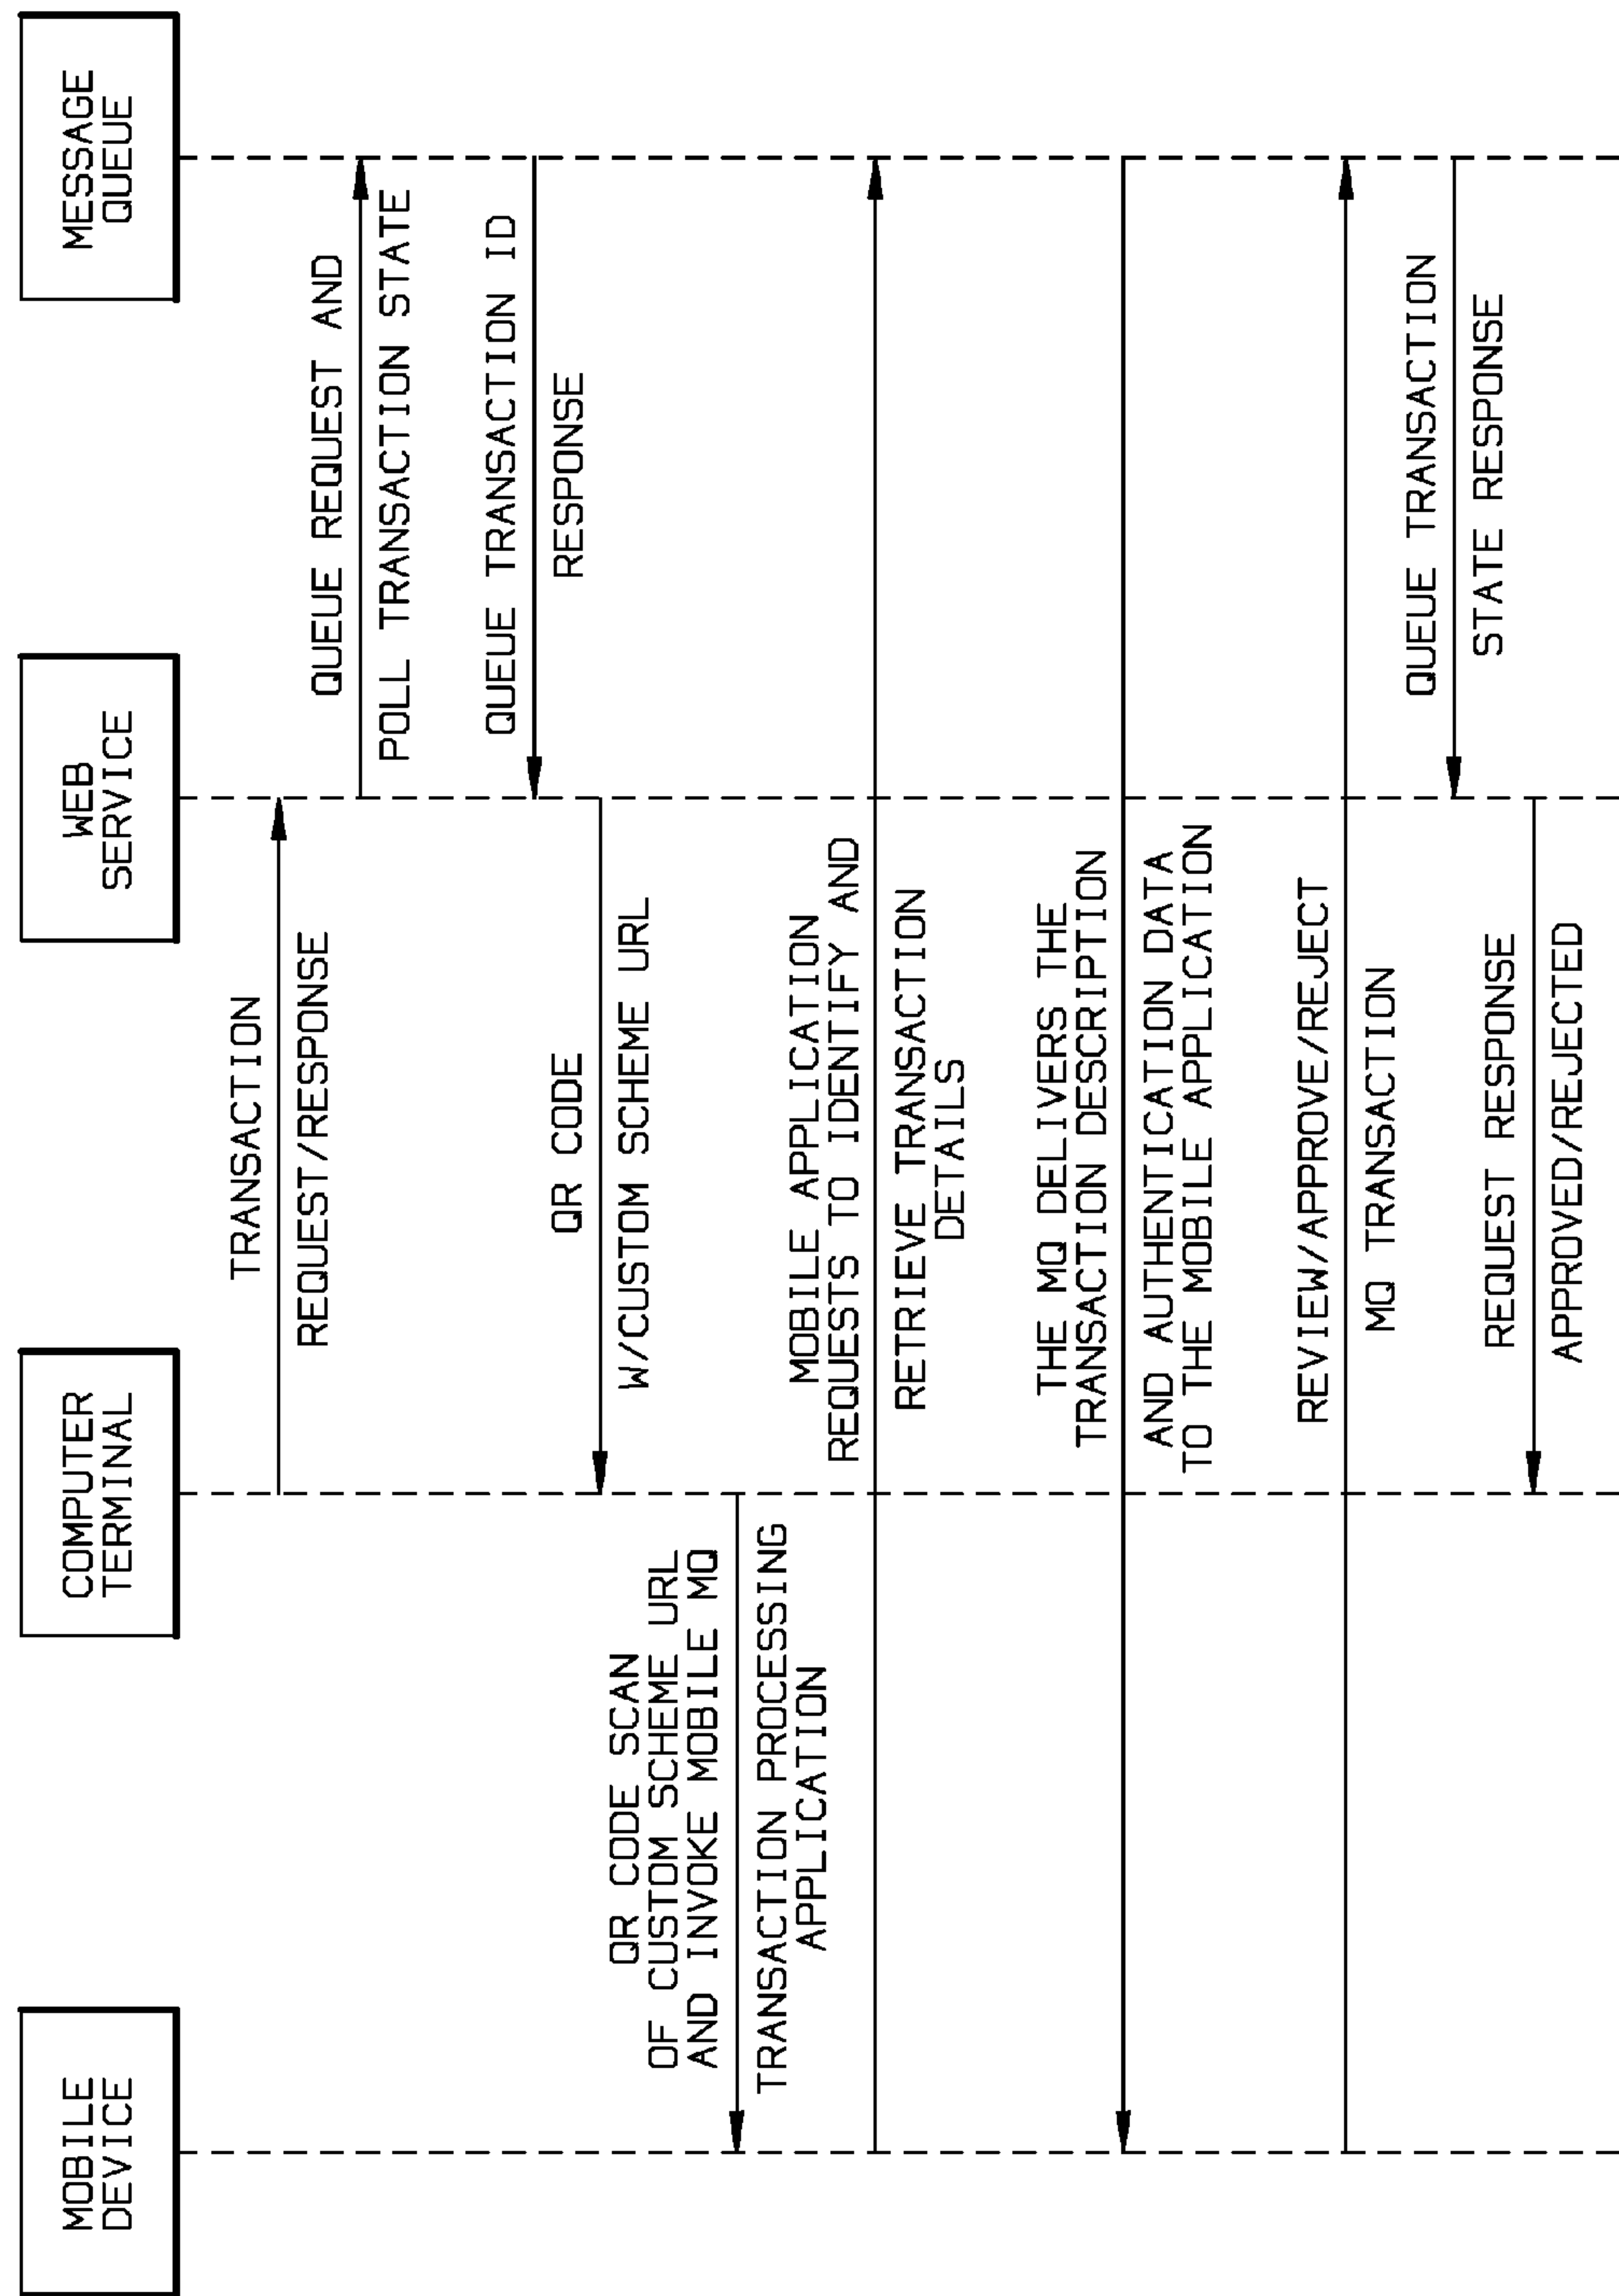 MOBILE
DEVICE
COMPUTER
TERMINAL
WEB
SERVICE
MESSAGE
QUEUE
TRANSACTION
REQUEST/RESPONSE
QUEUE REQUEST AND
POLL TRANSACTION STATE
QUEUE TRANSACTION ID
RESPONSE
QR CODE
W/CUSTOM SCHEME URL
QR CODE SCAN
OF CUSTOM SCHEME URL
AND INVOKE MOBILE MQ
TRANSACTION PROCESSING
APPLICATION
MOBILE APPLICATION
REQUESTS TO IDENTIFY AND
RETRIEVE TRANSACTION
DETAILS
THE MQ DELIVERS THE
TRANSACTION DESCRIPTION
AND AUTHENTICATION DATA
TO THE MOBILE APPLICATION
REVIEW/APPROVE/REJECT
MQ TRANSACTION
QUEUE TRANSACTION
STATE RESPONSE
REQUEST RESPONSE
APPROVED/REJECTED